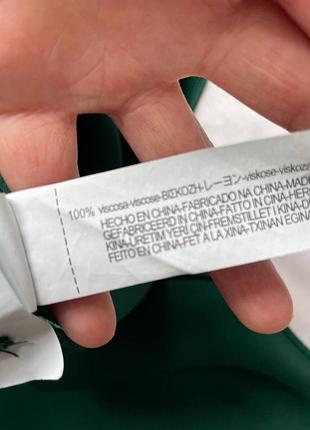 100% viscosa-viscose-ΒΙΣΚΟΖΗ-レーヨン-viskose-viskoz
HECHO EN CHINA-FABRICADO NA CHINA-MADE
GEFABRICEERD IN CHINA-FATTO IN CINA-HER
KINA-ÜRETİM YERİ ÇİN-FREMSTILLET I KINA-
FEITO EN CHINA-FET A LA XINA-TXINAN EGINA